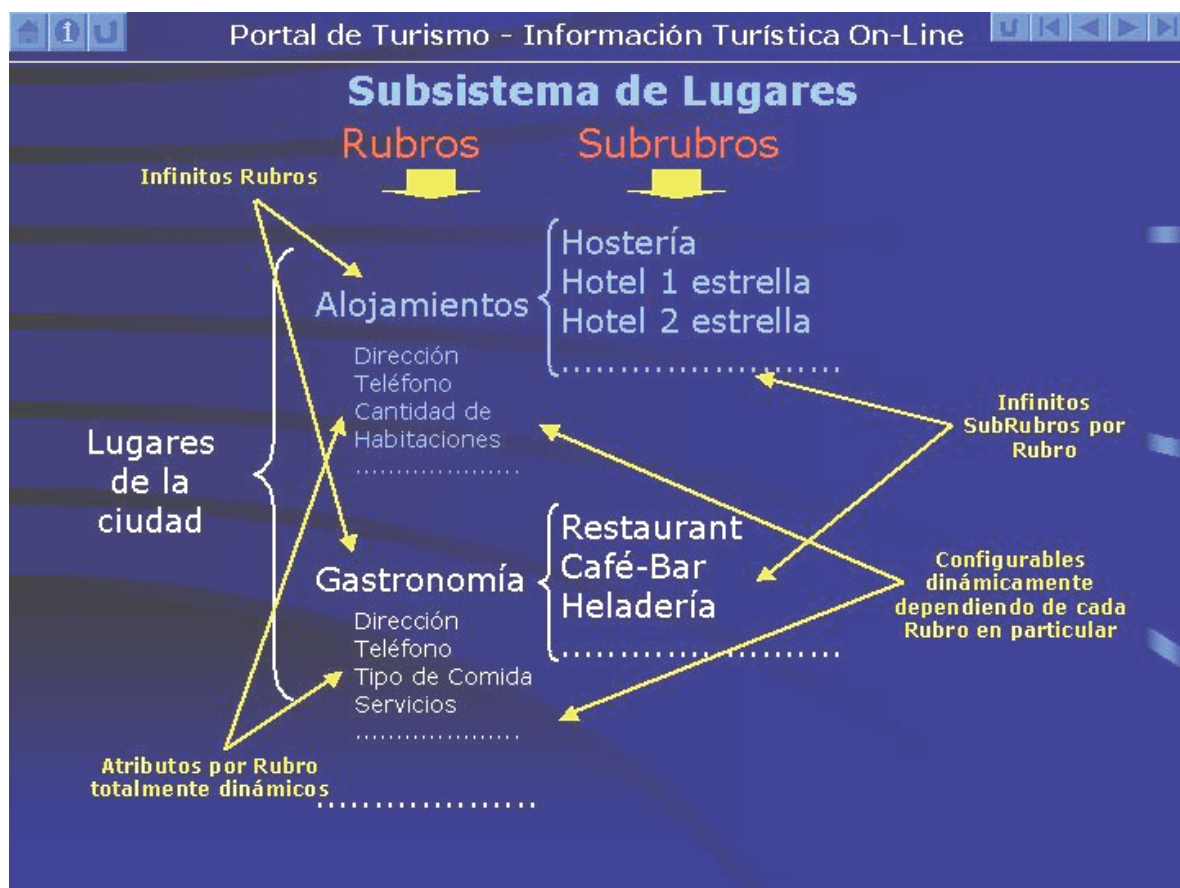 Portal de Turismo - Información Turística On-Line
Subsistema de Lugares
Rubros
Subrubros
Infinitos Rubros
Hostería
Hotel 1 estrella
Hotel 2 estrella
........................
Alojamientos
Dirección
Teléfono
Cantidad de
Habitaciones
....................
Infinitos
SubRubros por
Rubro
Lugares
de la
ciudad
Restaurant
Café-Bar
Heladería
........................
Gastronomía
Dirección
Teléfono
Tipo de Comida
Servicios
....................
Configurables
dinámicamente
dependiendo de cada
Rubro en particular
Atributos por Rubro
totalmente dinámicos
...................